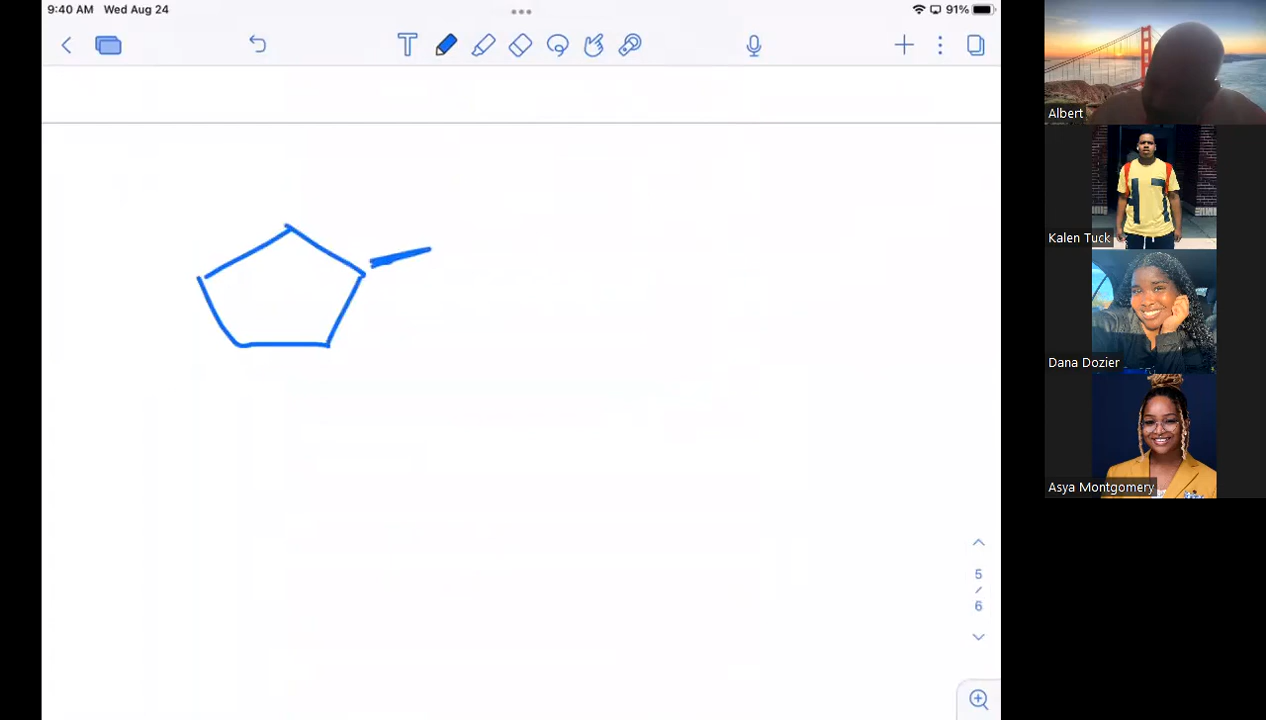 9:40 AM Wed Aug 24
91%
T
Albert
Kalen Tuck
Dana Dozier
Asya Montgomery
5
/
6